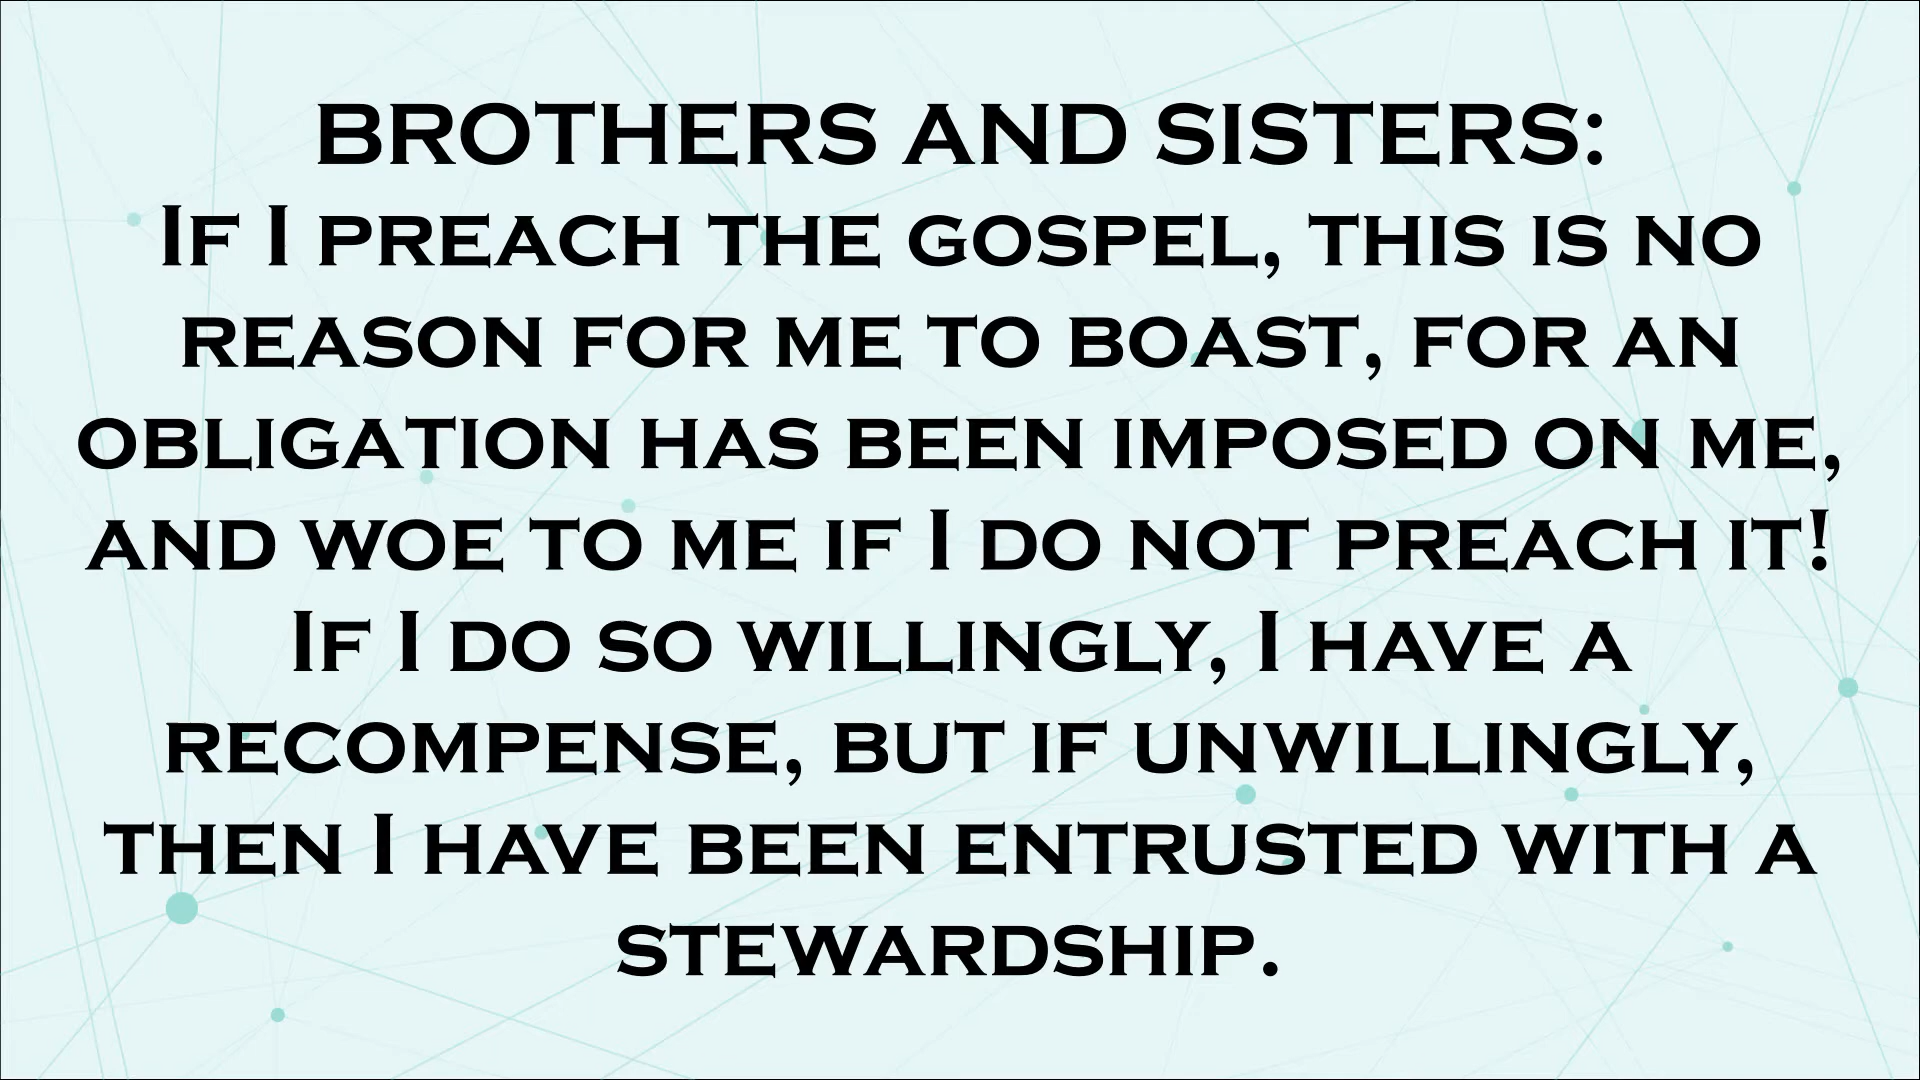 BROTHERS AND SISTERS:
If I preach the gospel, this is no
reason for me to boast, for an
obligation has been imposed on me,
and woe to me if I do not preach it!
If I do so willingly, I have a
recompense, but if unwillingly,
then I have been entrusted with a
stewardship.